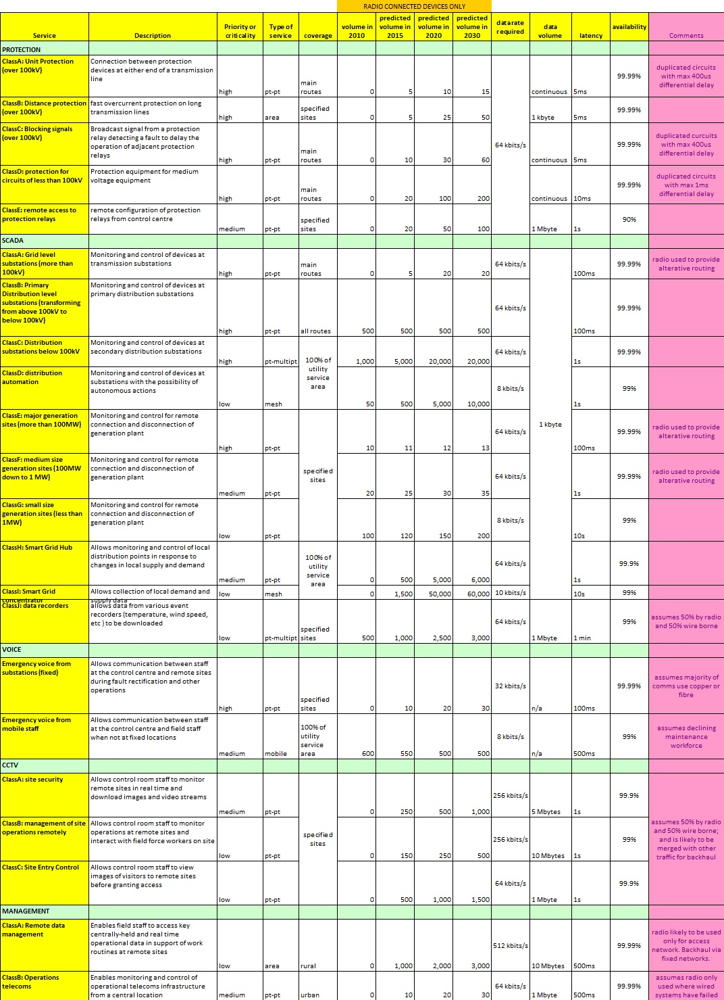 RADIO CONNECTED DEVICES ONLY
Service	Description	Priority or criticality	Type of service	coverage	volume in 2010	predicted volume in 2015	predicted volume in 2020	predicted volume in 2030	datarate required	data volume	latency	availability	Comments
PROTECTION
ClassA: Unit Protection (over 100kV)	Connection between protection devices at either end of a transmission line	high	pt-pt	main routes	0	5	10	15	64 kbits/s	continuous	5ms	99.99%	duplicated circuits with max 400us differential delay
ClassB: Distance protection (over 100kV)	fast overcurrent protection on long transmission lines	high	area	specified sites	0	5	25	50	1 kbyte	5ms	99.99%
ClassC: Blocking signals (over 100kV)	Broadcast signal from a protection relay detecting a fault to delay the operation of adjacent protection relays	high	pt-pt	main routes	0	10	30	60	continuous	5ms	99.99%	duplicated curcuits with max 400us differential delay
ClassD: protection for circuits of less than 100kV	Protection equipment for medium voltage equipment	high	pt-pt	main routes	0	20	100	200	continuous	10ms	99.99%	duplicated circuits with max 1ms differential delay
ClassE: remote access to protection relays	remote configuration of protection relays from control centre	medium	pt-pt	specified sites	0	20	50	100	1 Mbyte	1s	90%
SCADA
ClassA: Grid level substations (more than 100kV)	Monitoring and control of devices at transmission substations	high	pt-pt	main routes	0	5	20	20	64 kbits/s	1 kbyte	100ms	99.99%	radio used to provide alterative routing
ClassB: Primary Distribution level substations (transforming from above 100kV to below 100kV)	Monitoring and control of devices at primary distribution substations	high	pt-pt	all routes	500	500	500	500	64 kbits/s	100ms	99.99%
ClassC: Distribution substations below 100kV	Monitoring and control of devices at secondary distribution substations	high	pt-multipt	100% of utility service area	1,000	5,000	20,000	20,000	64 kbits/s	1s	99.99%
ClassD: distribution automation	Monitoring and control of devices at substations with the possibility of autonomous actions	low	mesh	50	500	5,000	10,000	8 kbits/s	1s	99%
ClassE: major generation sites (more than 100MW)	Monitoring and control for remote connection and disconnection of generation plant	high	pt-pt	specified sites	10	11	12	13	64 kbits/s	100ms	99.99%	radio used to provide alterative routing
ClassF: medium size generation sites (100MW down to 1 MW)	Monitoring and control for remote connection and disconnection of generation plant	medium	pt-pt	20	25	30	35	64 kbits/s	1s	99.99%	radio used to provide alterative routing
ClassG: small size generation sites (less than 1MW)	Monitoring and control for remote connection and disconnection of generation plant	low	pt-pt	100	120	150	200	8 kbits/s	10s	99%
ClassH: Smart Grid Hub	Allows monitoring and control of local distribution points in response to changes in local supply and demand	medium	pt-pt	100% of utility service area	0	500	5,000	6,000	64 kbits/s	1s	99.9%
ClassI: Smart Grid concentrator	Allows collection of local demand and supply data	low	mesh	0	1,500	50,000	60,000	10 kbits/s	10s	99%
ClassJ: data recorders	allows data from various event recorders (temperature, wind speed, etc ) to be downloaded	low	pt-multipt	specified sites	500	1,000	2,500	3,000	64 kbits/s	1 Mbyte	1 min	99%	assumes 50% by radio and 50% wire borne
VOICE
Emergency voice from substations (fixed)	Allows communication between staff at the control centre and remote sites during fault rectification and other operations	high	pt-pt	specified sites	0	10	20	30	32 kbits/s	n/a	100ms	99.99%	assumes majority of comms use copper or fibre
Emergency voice from mobile staff	Allows communication between staff at the control centre and field staff when not at fixed locations	medium	mobile	100% of utility service area	600	550	500	500	8 kbits/s	n/a	500ms	99%	assumes declining maintenance workforce
CCTV
ClassA: site security	Allows control room staff to monitor remote sites in real time and download images and video streams	medium	pt-pt	specified sites	0	250	500	1,000	256 kbits/s	5 Mbytes	1s	99.9%	assumes 50% by radio and 50% wire borne; and is likely to be merged with other traffic for backhaul
ClassB: management of site operations remotely	Allows control room staff to monitor operations at remote sites and interact with field force workers on site	low	pt-pt	0	150	250	500	256 kbits/s	10 Mbytes	1s	99%
ClassC: Site Entry Control	Allows control room staff to view images of visitors to remote sites before granting access	low	pt-pt	0	500	1,000	1,500	64 kbits/s	1 Mbyte	1s	99.9%
MANAGEMENT
ClassA: Remote data management	Enables field staff to access key centrally-held and real time operational data in support of work routines at remote sites	low	area	rural	0	1,000	2,000	3,000	512 kbits/s	10 Mbytes	500ms	99.99%	radio likely to be used only for access network. Backhaul via fixed networks.
ClassB: Operations telecoms	Enables monitoring and control of operational telecoms infrastructure from a central location	medium	pt-pt	urban	0	10	20	30	64 kbits/s	1 Mbyte	500ms	99.99%	assumes radio only used where wired systems have failed